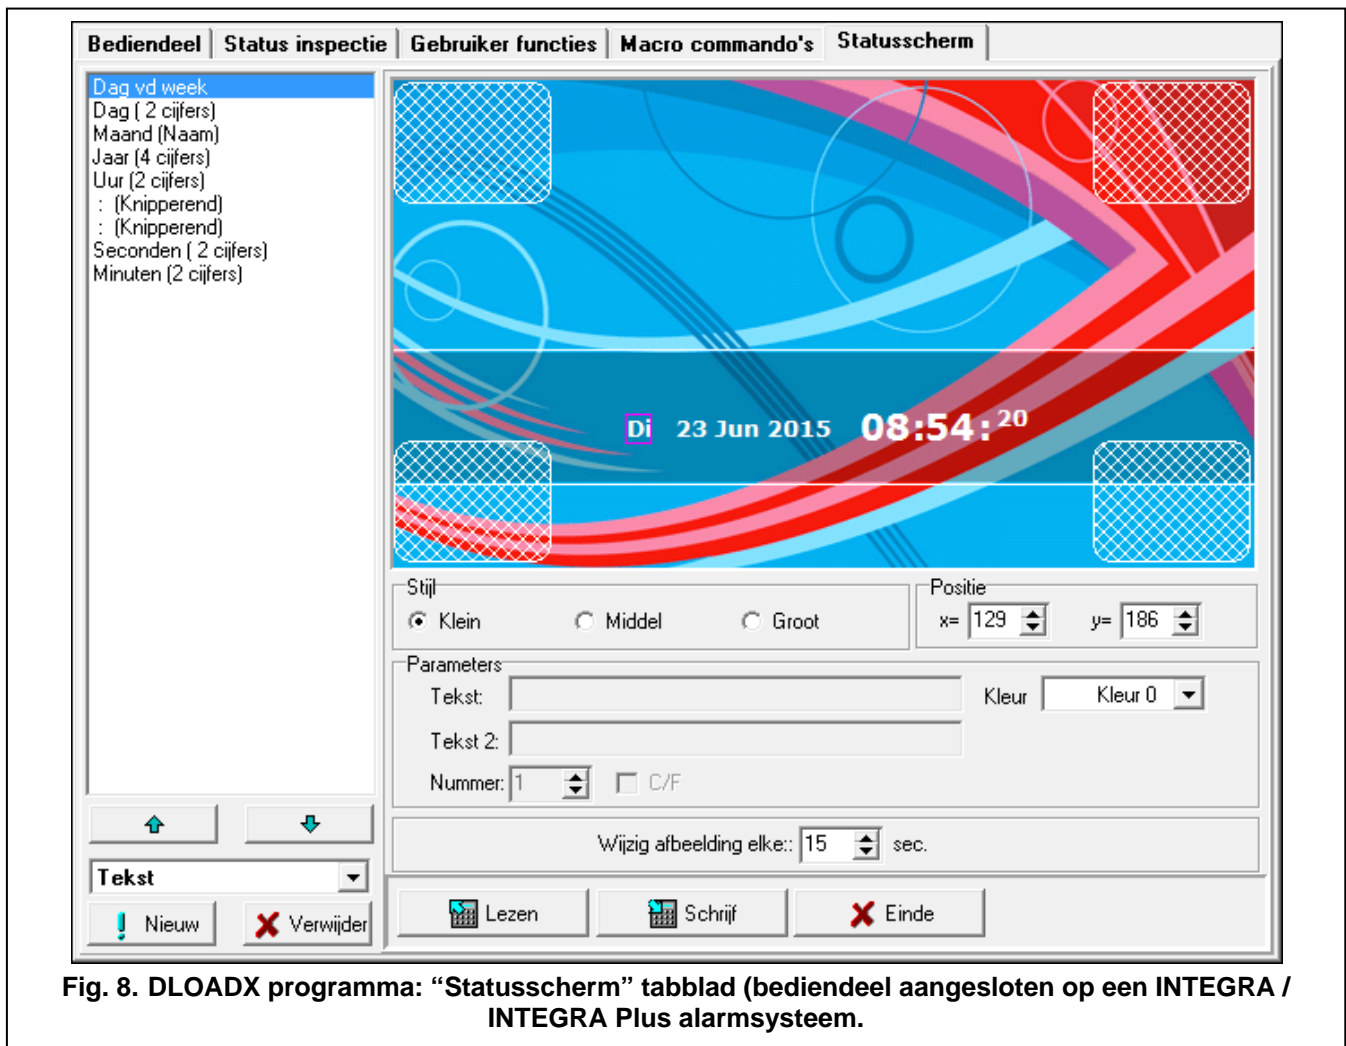 Bediendeel Status inspectie Gebruiker functies Macro commando's Statusscherm
Dag vd week
Dag ( 2 cijfers)
Maand (Naam)
Jaar (4 cijfers)
Uur (2 cijfers)
: (Knipperend)
: (Knipperend)
Seconden ( 2 cijfers)
Minuten (2 cijfers)
Di 23 Jun 2015 08:54:20
Stijl
Klein Middel Groot
Positie
x= 129 y= 186
Parameters
Tekst: Kleur Kleur 0
Tekst 2:
Nummer: 1 C/F
Wijzig afbeelding elke:: 15 sec.
Tekst
Nieuw Verwijder
Lezen Schrijf Einde
Fig. 8. DLOADX programma: “Statusscherm” tabblad (bediendeel aangesloten op een INTEGRA /
INTEGRA Plus alarmsysteem.